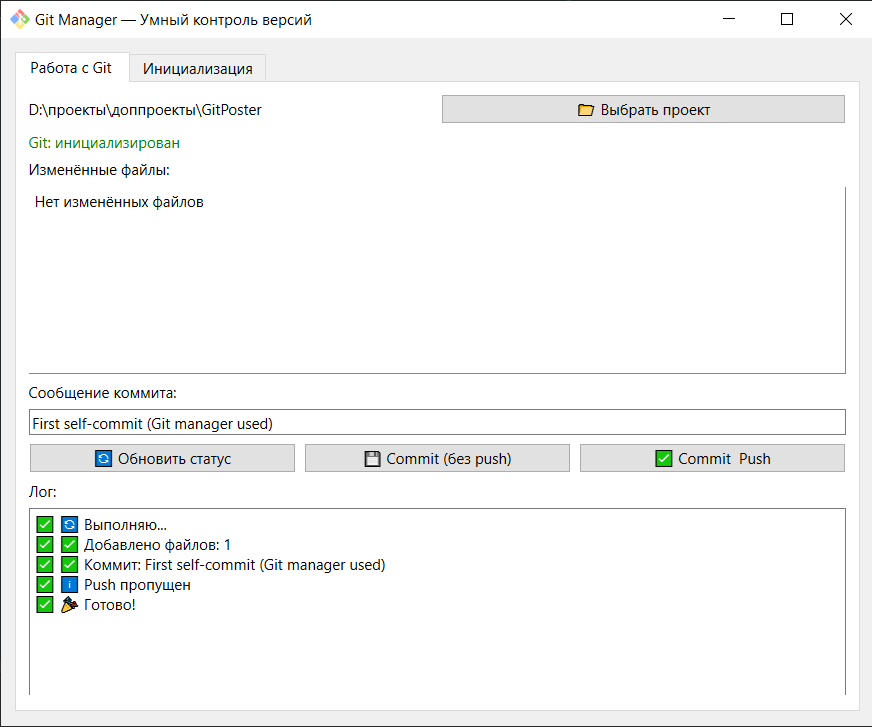 Git Manager — Умный контроль версий
Работа с Git
Инициализация
D:\проекты\доппроекты\GitPoster
Выбрать проект
Git: инициализирован
Изменённые файлы:
Нет изменённых файлов
Сообщение коммита:
First self-commit (Git manager used)
Обновить статус
Commit (без push)
Commit  Push
Лог:
Выполняю...
Добавлено файлов: 1
Коммит: First self-commit (Git manager used)
Push пропущен
Готово!